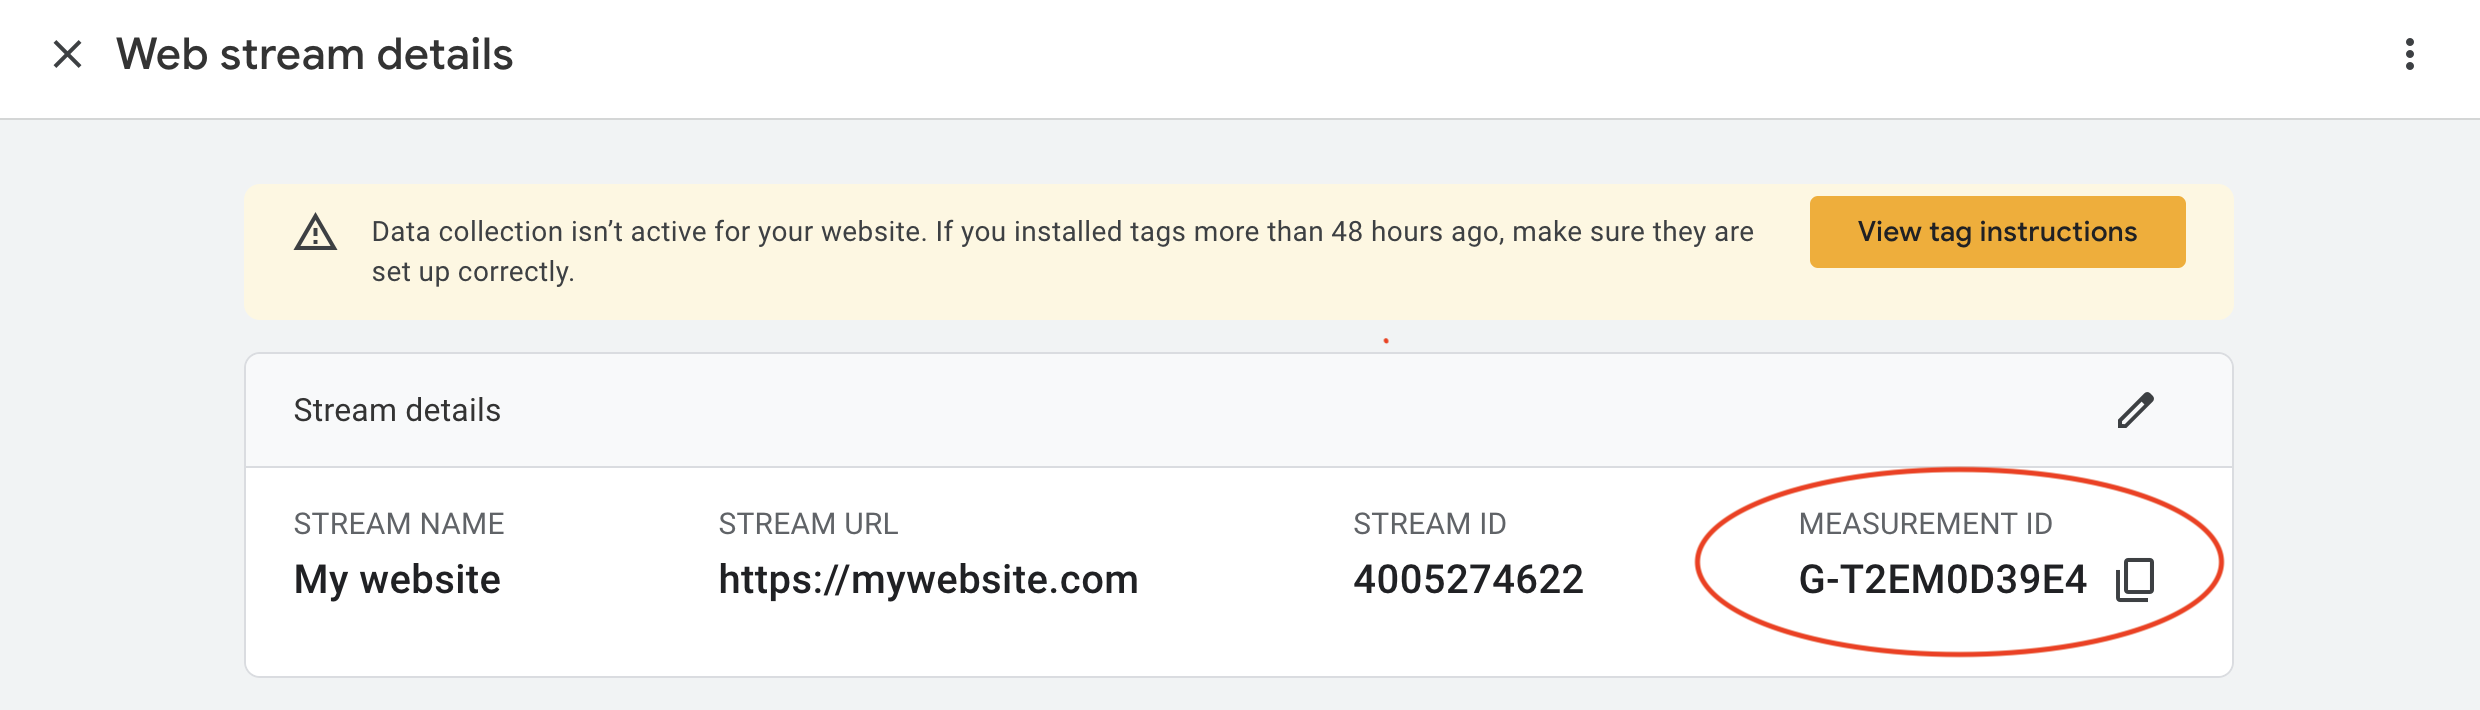 Web stream details
Data collection isn’t active for your website. If you installed tags more than 48 hours ago, make sure they are
set up correctly.
View tag instructions
Stream details
STREAM NAME
My website
STREAM URL
https://mywebsite.com
STREAM ID
4005274622
MEASUREMENT ID
G-T2EM0D39E4